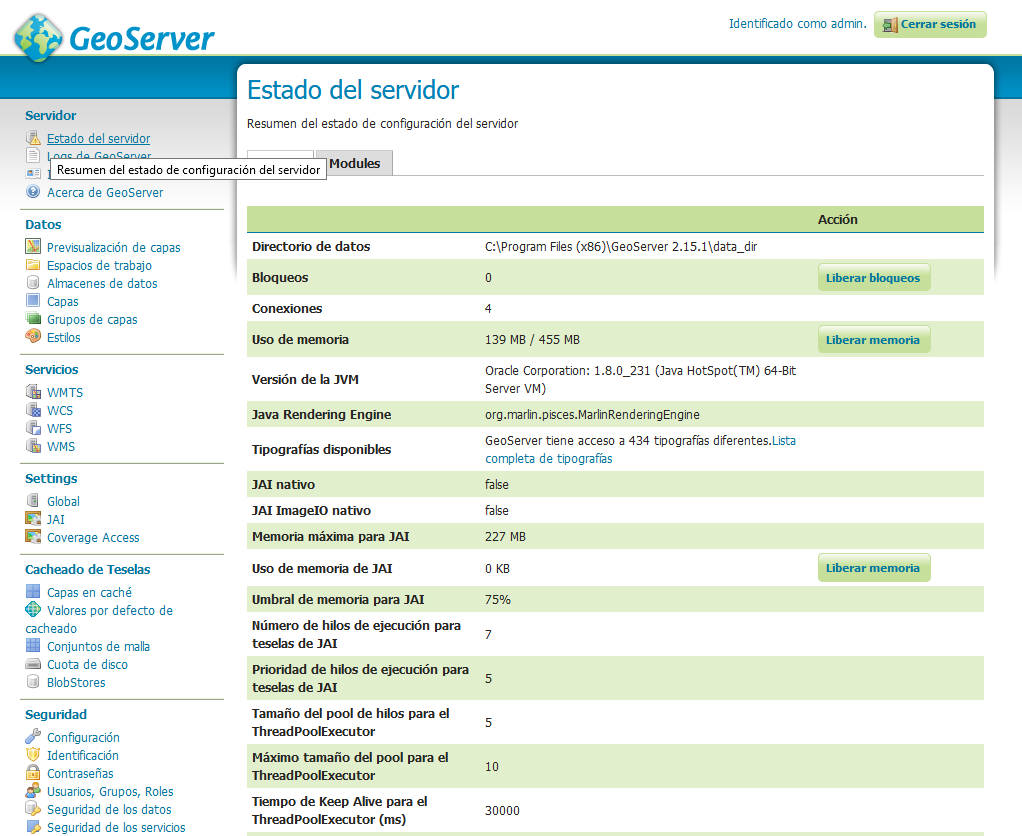 GeoServer
Identificado como admin.
Cerrar sesión
Servidor
Estado del servidor
Logs de GeoServer
Resumen del estado de configuración del servidor
Acerca de GeoServer
Datos
Previsualización de capas
Espacios de trabajo
Almacenes de datos
Capas
Grupos de capas
Estilos
Servicios
WMTS
WCS
WFS
WMS
Settings
Global
JAI
Coverage Access
Cacheado de Teselas
Capas en caché
Valores por defecto de
cacheado
Conjuntos de malla
Cuota de disco
BlobStores
Seguridad
Configuración
Identificación
Contraseñas
Usuarios, Grupos, Roles
Seguridad de los datos
Seguridad de los servicios
Estado del servidor
Resumen del estado de configuración del servidor
Modules
Acción
Directorio de datos C:\Program Files (x86)\GeoServer 2.15.1\data_dir
Bloqueos 0 Liberar bloqueos
Conexiones 4
Uso de memoria 139 MB / 455 MB Liberar memoria
Versión de la JVM Oracle Corporation: 1.8.0_231 (Java HotSpot(TM) 64-Bit
Server VM)
Java Rendering Engine org.marlin.pisces.MarlinRenderingEngine
Tipografías disponibles GeoServer tiene acceso a 434 tipografías diferentes.Lista
completa de tipografías
JAI nativo false
JAI ImageIO nativo false
Memoria máxima para JAI 227 MB
Uso de memoria de JAI 0 KB Liberar memoria
Umbral de memoria para JAI 75%
Número de hilos de ejecución para
teselas de JAI 7
Prioridad de hilos de ejecución para
teselas de JAI 5
Tamaño del pool de hilos para el
ThreadPoolExecutor 5
Máximo tamaño del pool para el
ThreadPoolExecutor 10
Tiempo de Keep Alive para el
ThreadPoolExecutor (ms) 30000